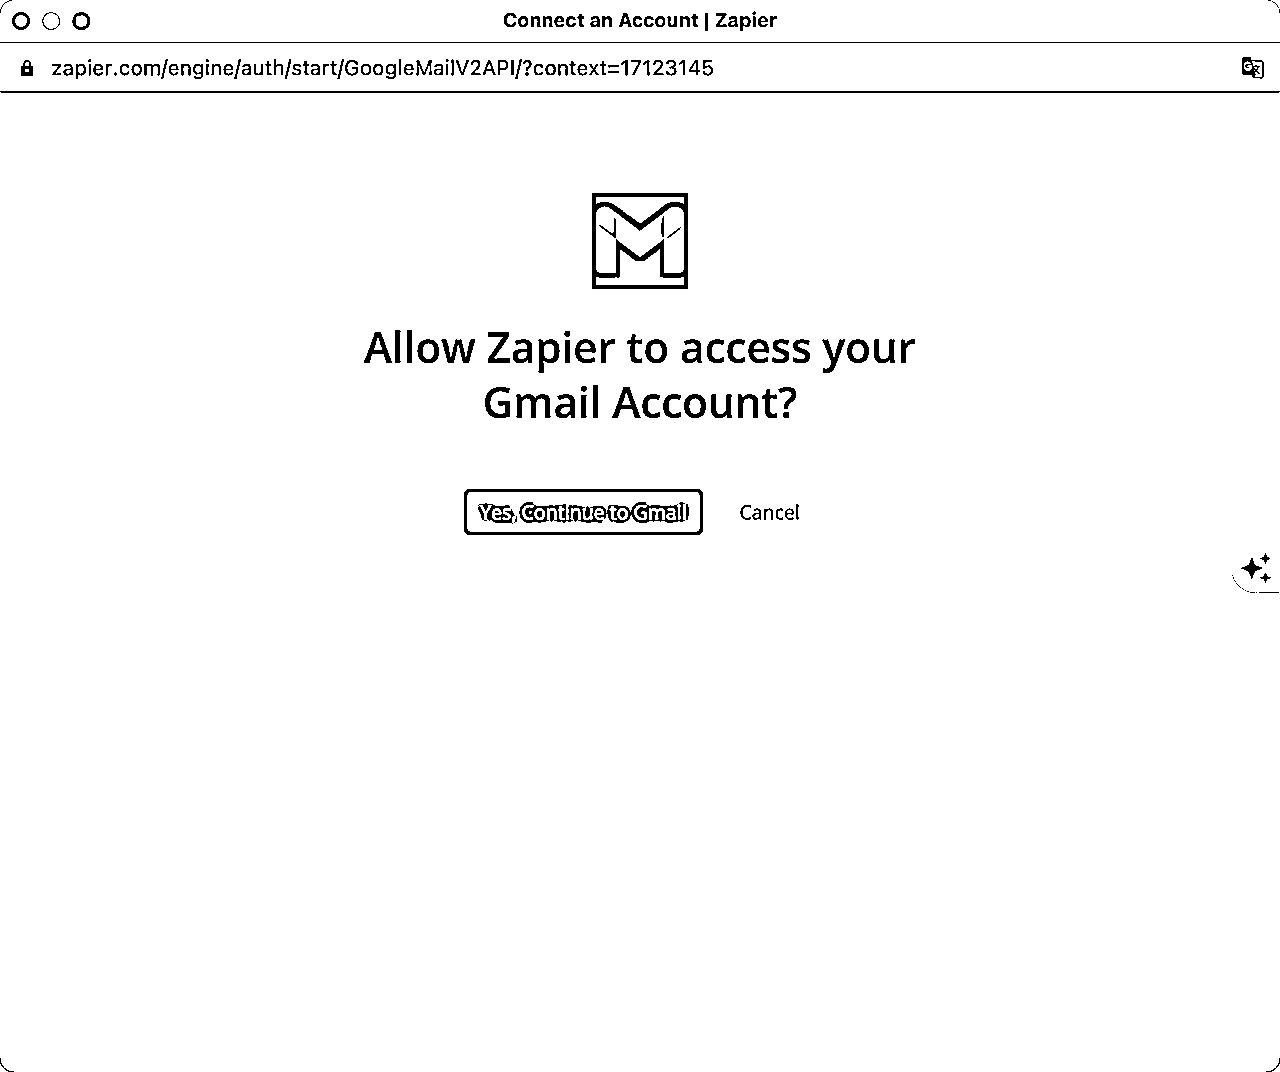 Connect an Account | Zapier
zapier.com/engine/auth/start/GoogleMailV2API/?context=17123145
Allow Zapier to access your
Gmail Account?
Yes, Continue to Gmail
Cancel